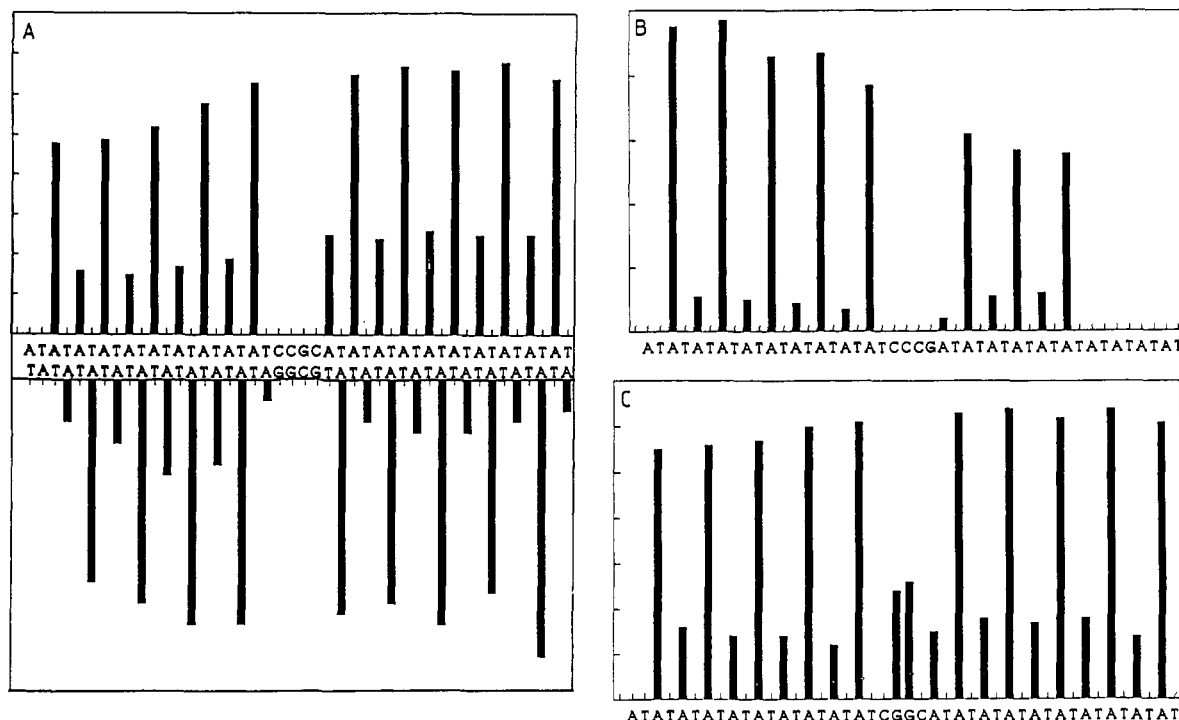 A
ATATATATATATATATATATCCGCATATATATATATATATATAT
TATATATATATATATATATAGGCGTATATATATATATATATATA
B
ATATATATATATATATATATCCCGATATATATATATATATATAT
C
ATATATATATATATATATATCGGCATATATATATATATATATAT